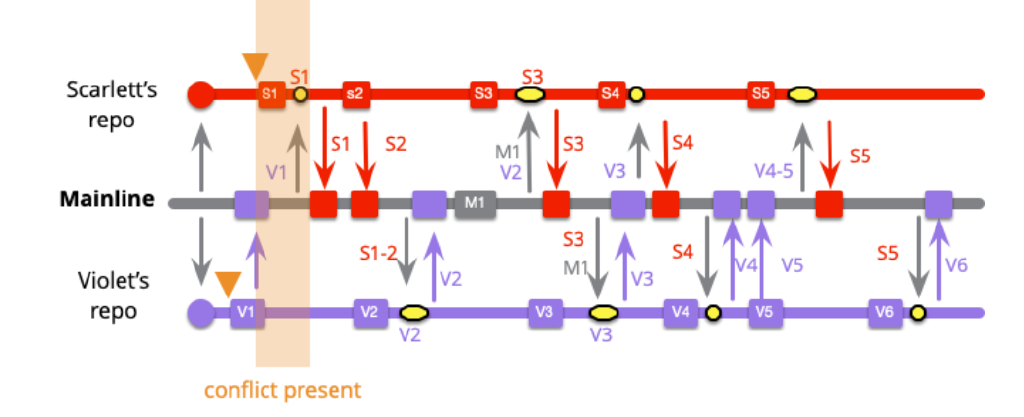 S1
S3
S1
s2
S3
S4
S5
Scarlett's
repo
S1
S2
M1
V2
S3
V3
S4
V4-5
S5
V1
Mainline
M1
S1-2
V2
S3
M1
V3
S4
V4
V5
S5
V6
Violet's
repo
V1
V2
V3
V4
V5
V6
V2
V3
conflict present